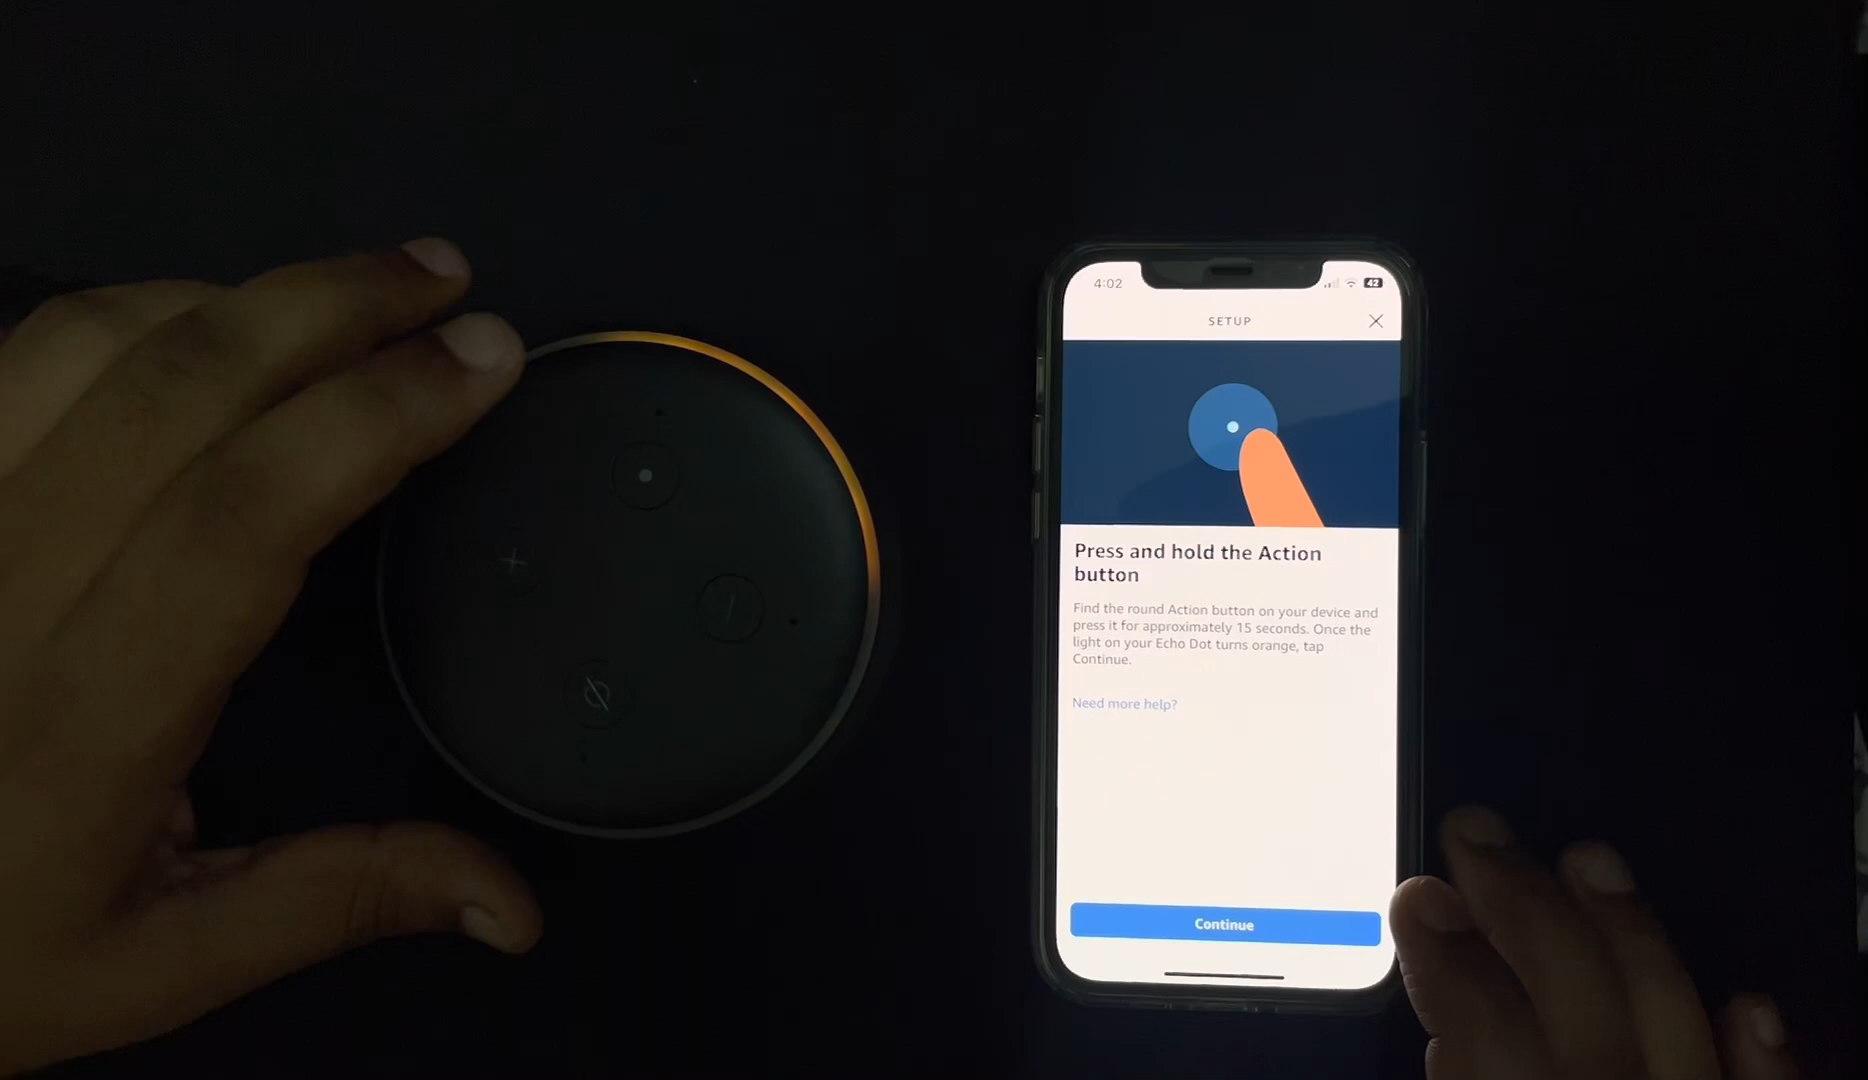 4:02
42
SETUP
Press and hold the Action
button
Find the round Action button on your device and
press it for approximately 15 seconds. Once the
light on your Echo Dot turns orange, tap
Continue.
Need more help?
Continue